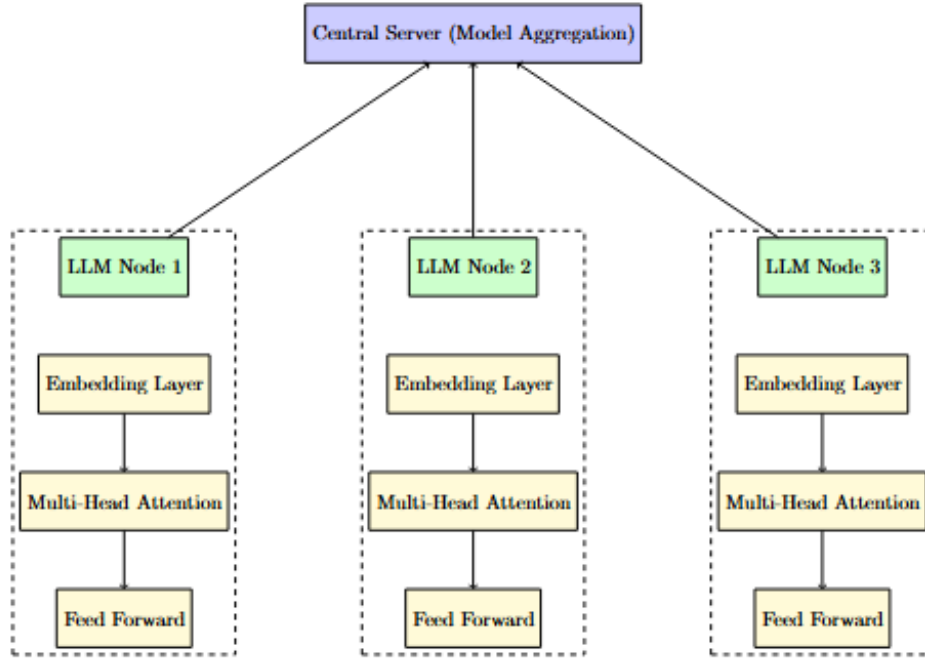 Central Server (Model Aggregation)
LLM Node 1
LLM Node 2
LLM Node 3
Embedding Layer
Embedding Layer
Embedding Layer
Multi-Head Attention
Multi-Head Attention
Multi-Head Attention
Feed Forward
Feed Forward
Feed Forward